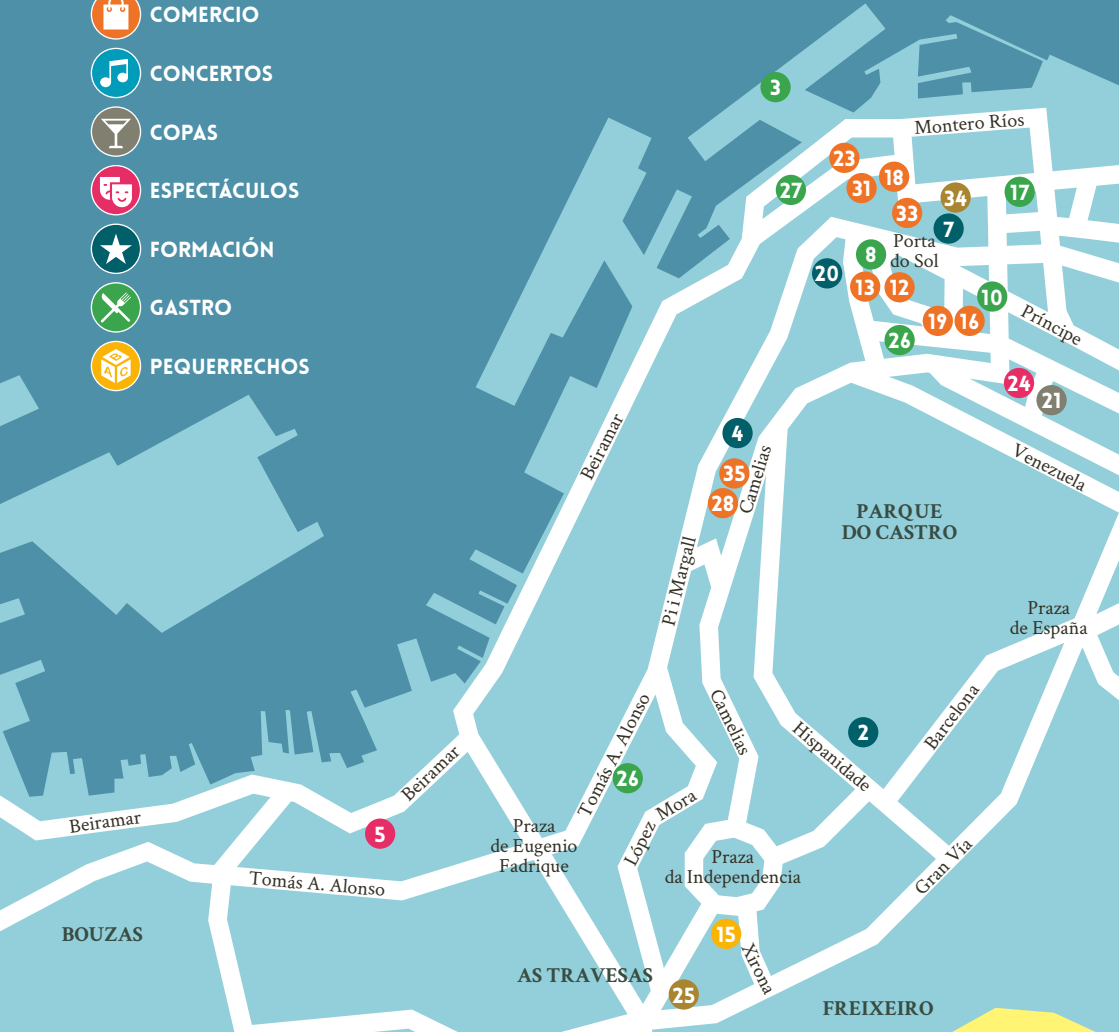 COMERCIO
CONCERTOS
COPAS
ESPECTÁCULOS
FORMACIÓN
GASTRO
A B C
PEQUERRECHOS
3
Montero Ríos
23
18
31
27
34
17
33
7
Porta
do Sol
8
20
13
12
10
19
16
Príncipe
26
24
21
Beiramar
4
Camelias
35
28
Venezuela
PARQUE
DO CASTRO
Pi i Margall
Praza
de España
Camelias
Tomás A. Alonso
Barcelona
2
Hispanidade
26
Beiramar
López Mora
Beiramar
5
Praza
de Eugenio
Fadrique
Praza
da Independencia
Gran Vía
Tomás A. Alonso
BOUZAS
15
Xirona
AS TRAVESAS
25
FREIXEIRO